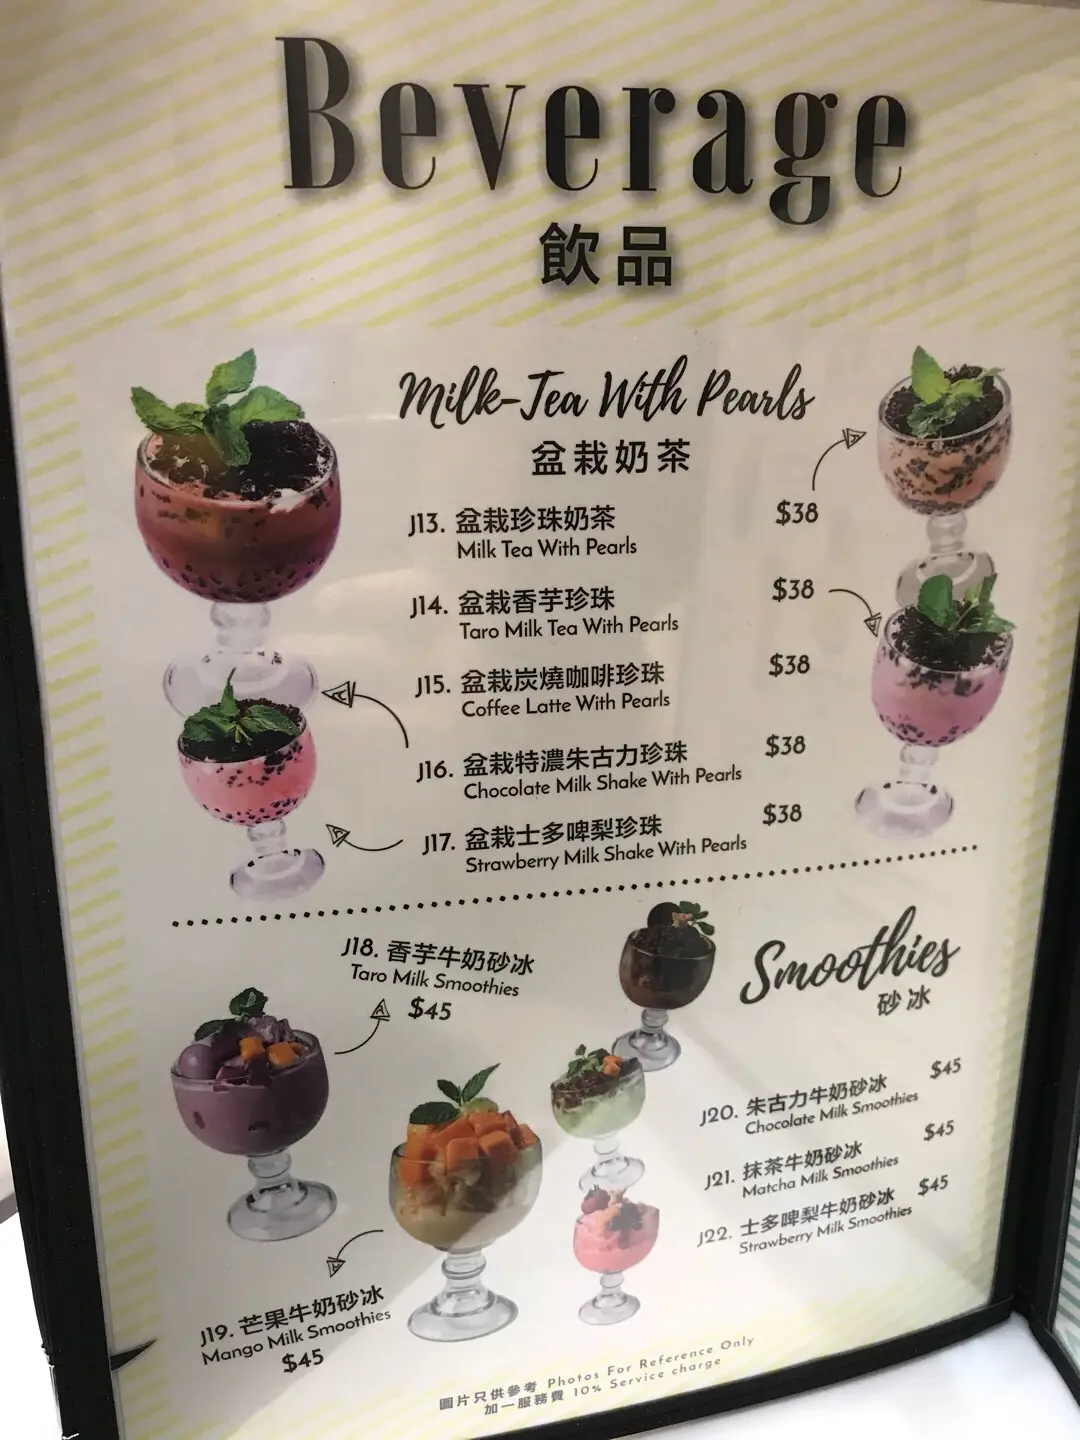 Beverage
飲品
Milk-Tea With Pearls
盆栽奶茶
J13. 盆栽珍珠奶茶 $38
Milk Tea With Pearls
J14. 盆栽香芋珍珠 $38
Taro Milk Tea With Pearls
J15. 盆栽炭燒咖啡珍珠 $38
Coffee Latte With Pearls
J16. 盆栽特濃朱古力珍珠 $38
Chocolate Milk Shake With Pearls
J17. 盆栽士多啤梨珍珠 $38
Strawberry Milk Shake With Pearls
J18. 香芋牛奶砂冰
Taro Milk Smoothies
$45
Smoothies
砂冰
J20. 朱古力牛奶砂冰 $45
Chocolate Milk Smoothies
J21. 抹茶牛奶砂冰 $45
Matcha Milk Smoothies
J22. 士多啤梨牛奶砂冰 $45
Strawberry Milk Smoothies
J19. 芒果牛奶砂冰
Mango Milk Smoothies
$45
圖片只供參考 Photos For Reference Only
加一服務費 10% Service charge